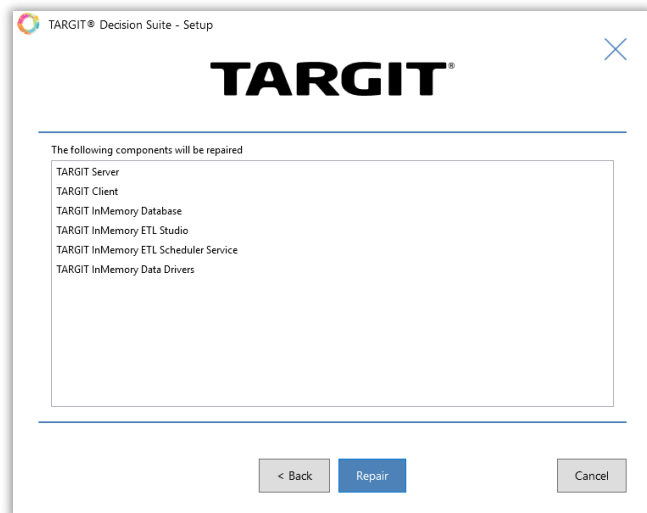 TARGIT® Decision Suite - Setup
TARGIT®
The following components will be repaired
TARGIT Server
TARGIT Client
TARGIT InMemory Database
TARGIT InMemory ETL Studio
TARGIT InMemory ETL Scheduler Service
TARGIT InMemory Data Drivers
< Back Repair Cancel